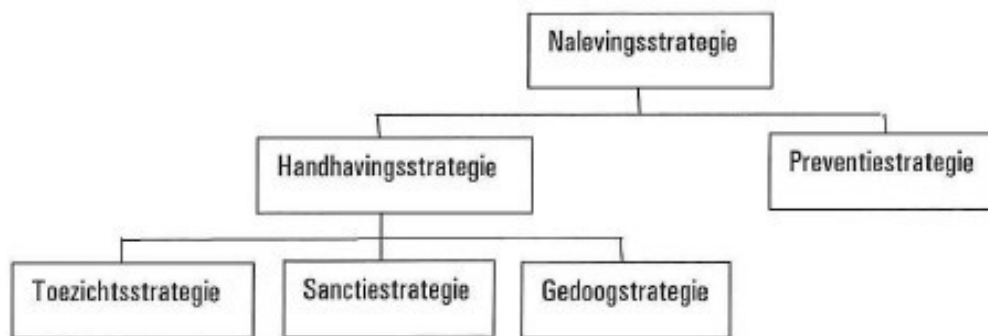 Nalevingsstrategie
Handhavingsstrategie
Preventiestrategie
Toezichtsstrategie
Sanctiestrategie
Gedoogstrategie